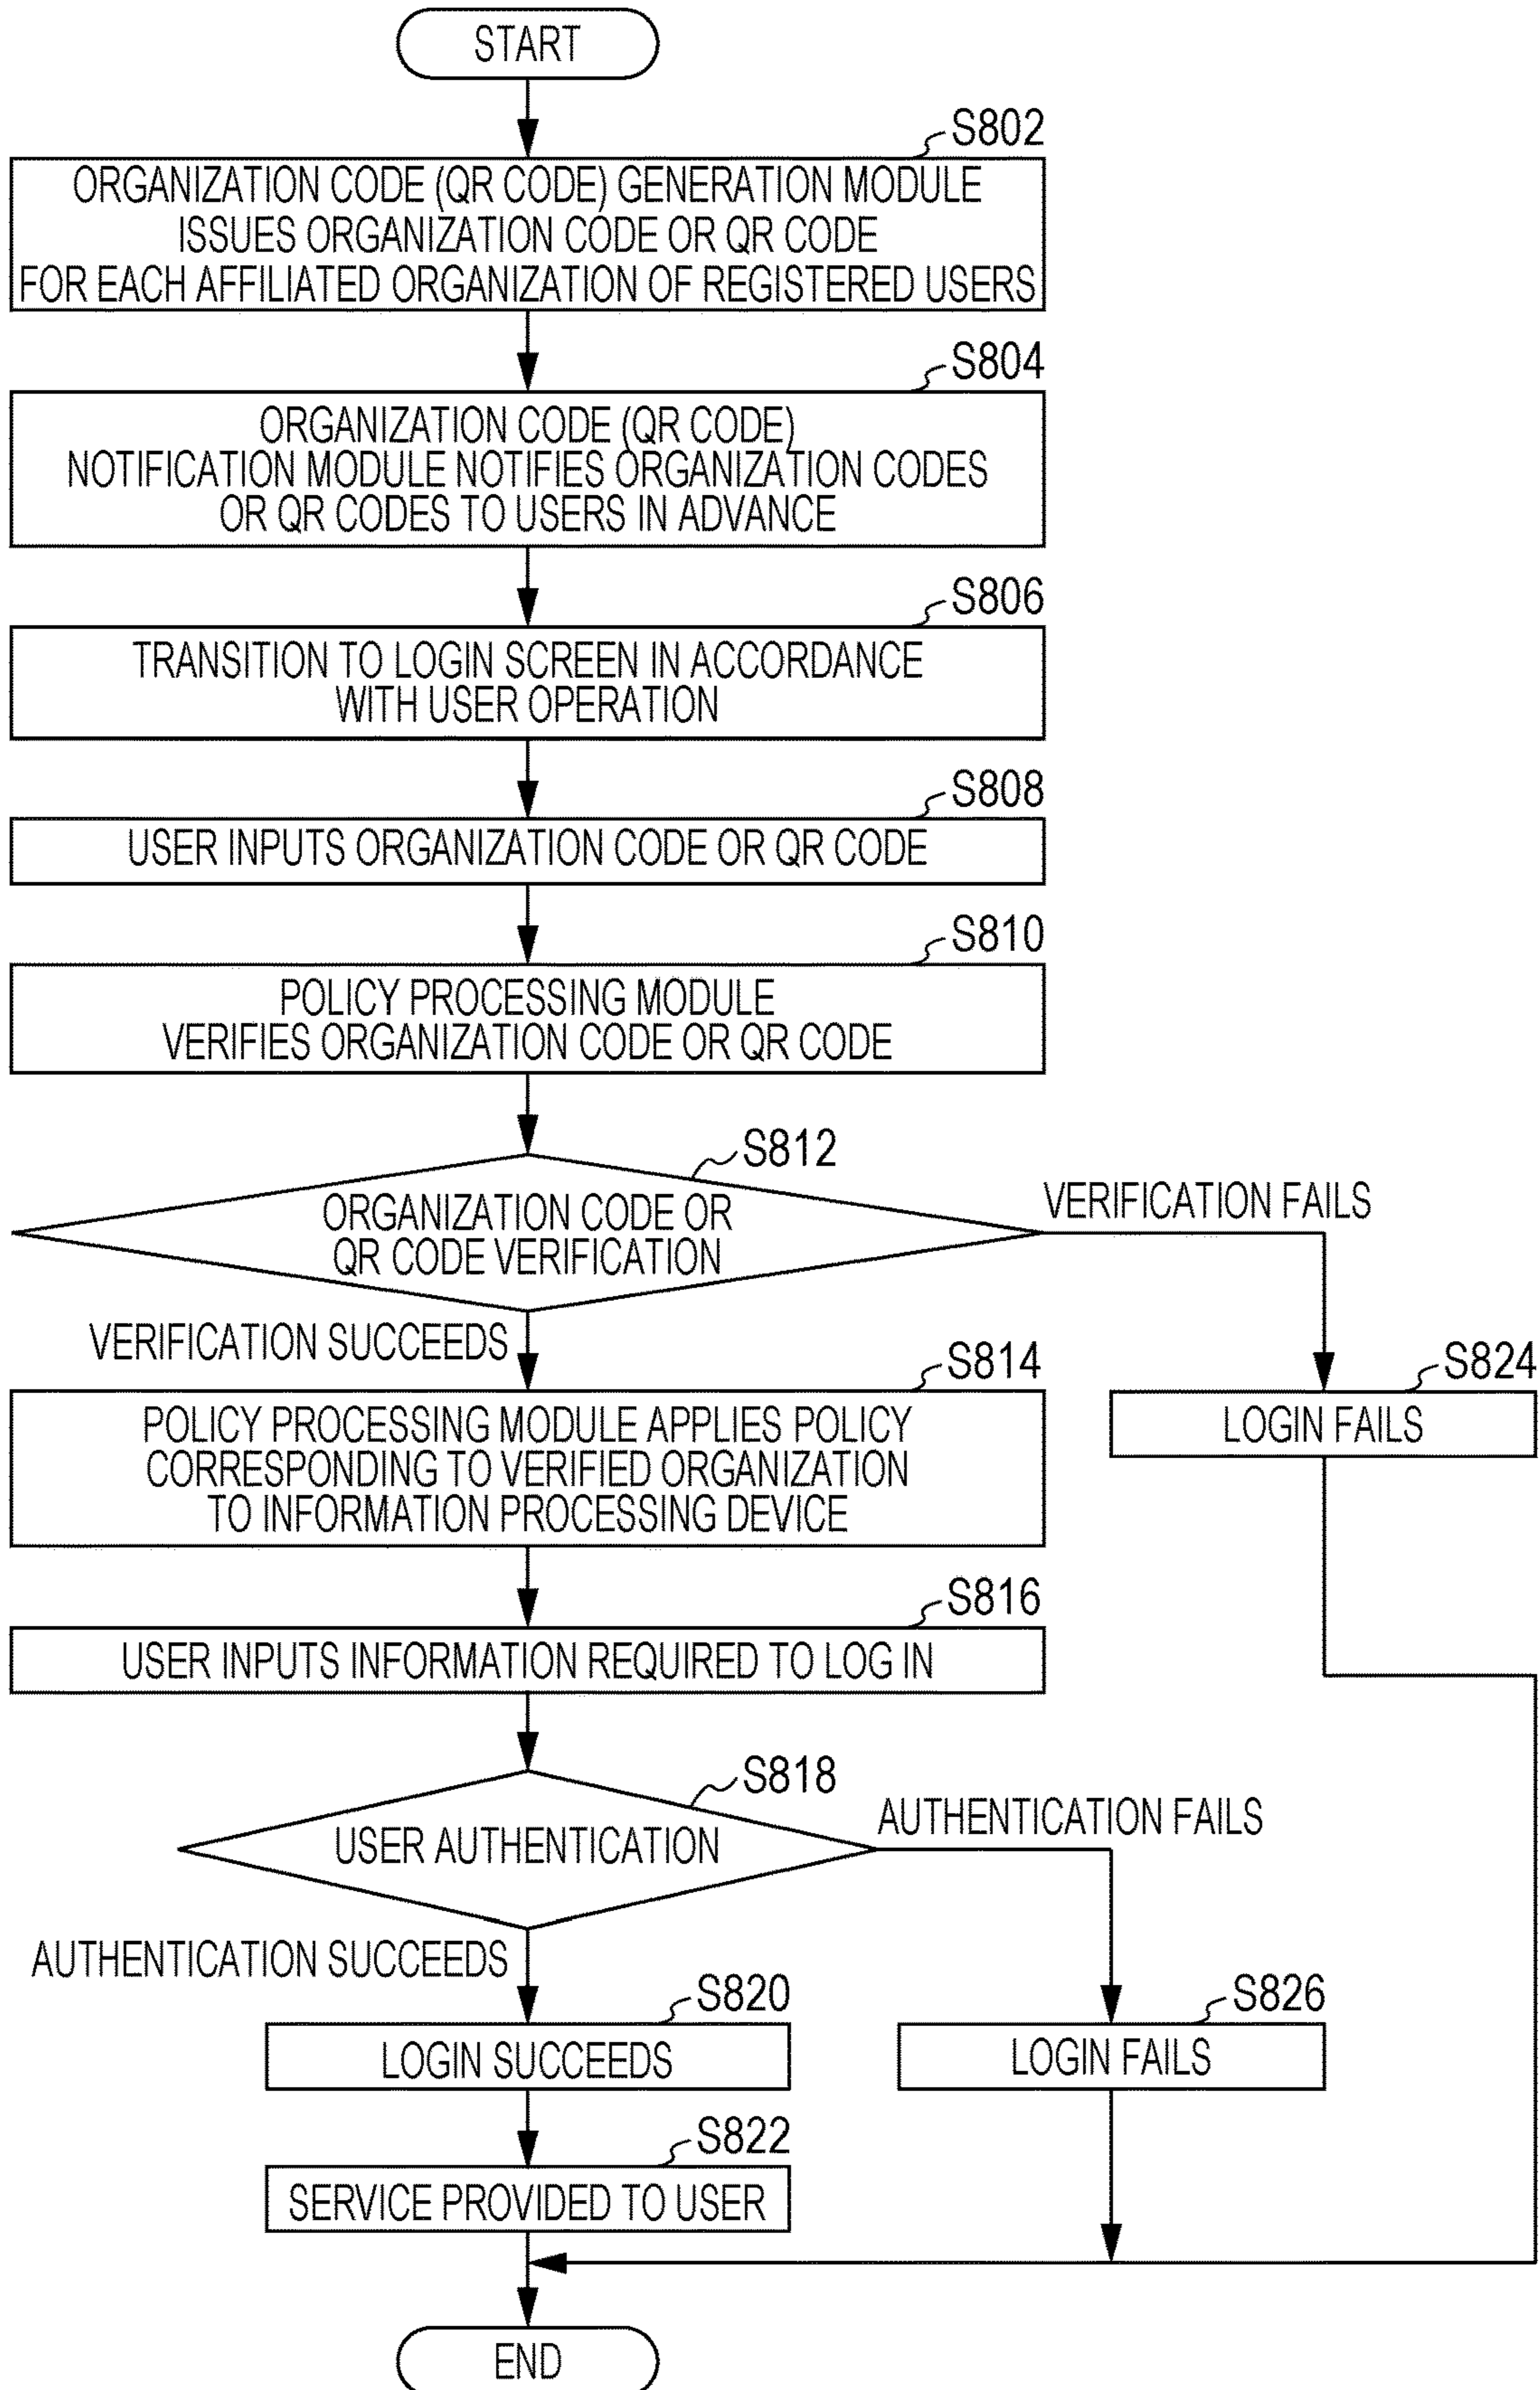 START
S802
ORGANIZATION CODE (QR CODE) GENERATION MODULE
ISSUES ORGANIZATION CODE OR QR CODE
FOR EACH AFFILIATED ORGANIZATION OF REGISTERED USERS
S804
ORGANIZATION CODE (QR CODE)
NOTIFICATION MODULE NOTIFIES ORGANIZATION CODES
OR QR CODES TO USERS IN ADVANCE
S806
TRANSITION TO LOGIN SCREEN IN ACCORDANCE
WITH USER OPERATION
S808
USER INPUTS ORGANIZATION CODE OR QR CODE
S810
POLICY PROCESSING MODULE
VERIFIES ORGANIZATION CODE OR QR CODE
S812
ORGANIZATION CODE OR
QR CODE VERIFICATION
VERIFICATION FAILS
VERIFICATION SUCCEEDS
S814
POLICY PROCESSING MODULE APPLIES POLICY
CORRESPONDING TO VERIFIED ORGANIZATION
TO INFORMATION PROCESSING DEVICE
S824
LOGIN FAILS
S816
USER INPUTS INFORMATION REQUIRED TO LOG IN
S818
USER AUTHENTICATION
AUTHENTICATION FAILS
AUTHENTICATION SUCCEEDS
S820
LOGIN SUCCEEDS
S826
LOGIN FAILS
S822
SERVICE PROVIDED TO USER
END